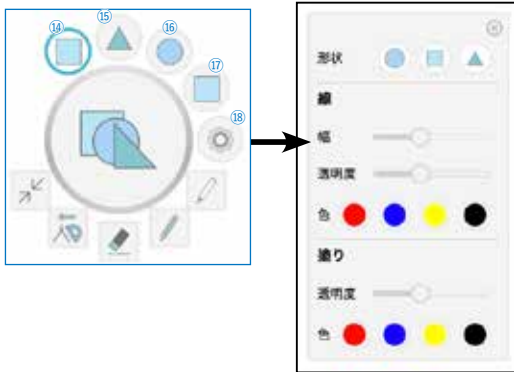 ⑭
⑮
⑯
⑰
⑱
形状
線
幅
透明度
色
塗り
透明度
色